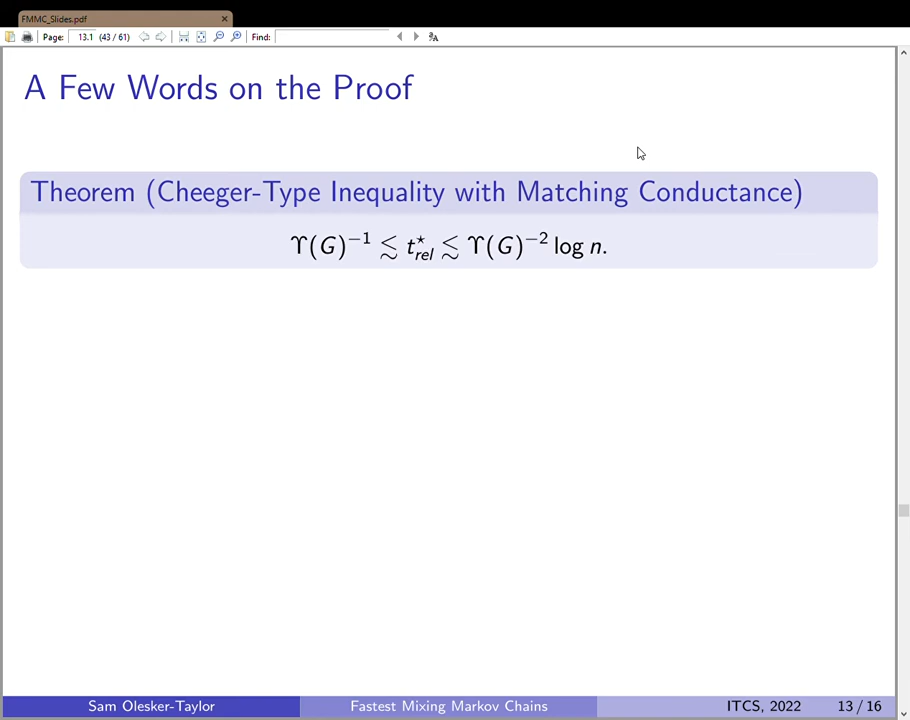 FMMC_Slides.pdf
Page: 13.1 (43 / 61) Find:
A Few Words on the Proof
Theorem (Cheeger-Type Inequality with Matching Conductance)
ϒ(G)⁻¹ ≲ t*rel ≲ ϒ(G)⁻² log n.
Sam Olesker-Taylor Fastest Mixing Markov Chains ITCS, 2022 13 / 16